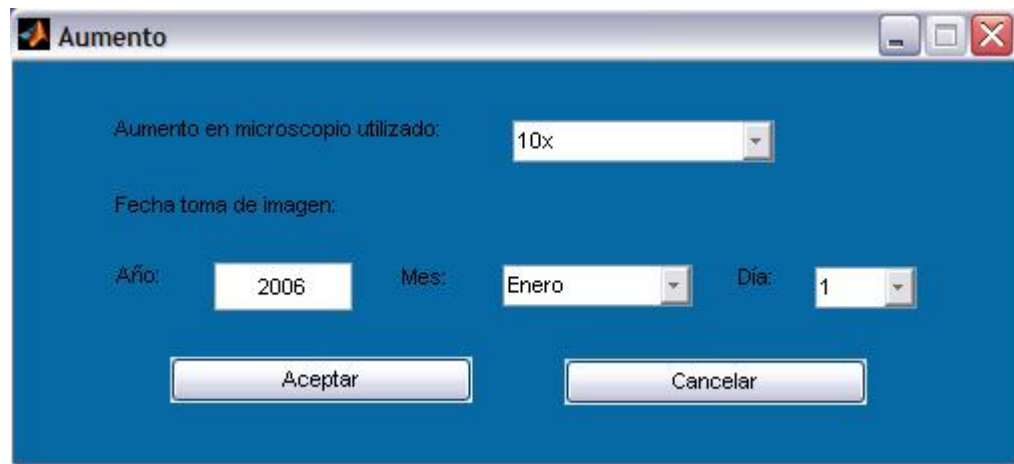 Aumento
Aumento en microscopio utilizado: 10x
Fecha toma de imagen:
Año: 2006 Mes: Enero Día: 1
Aceptar Cancelar